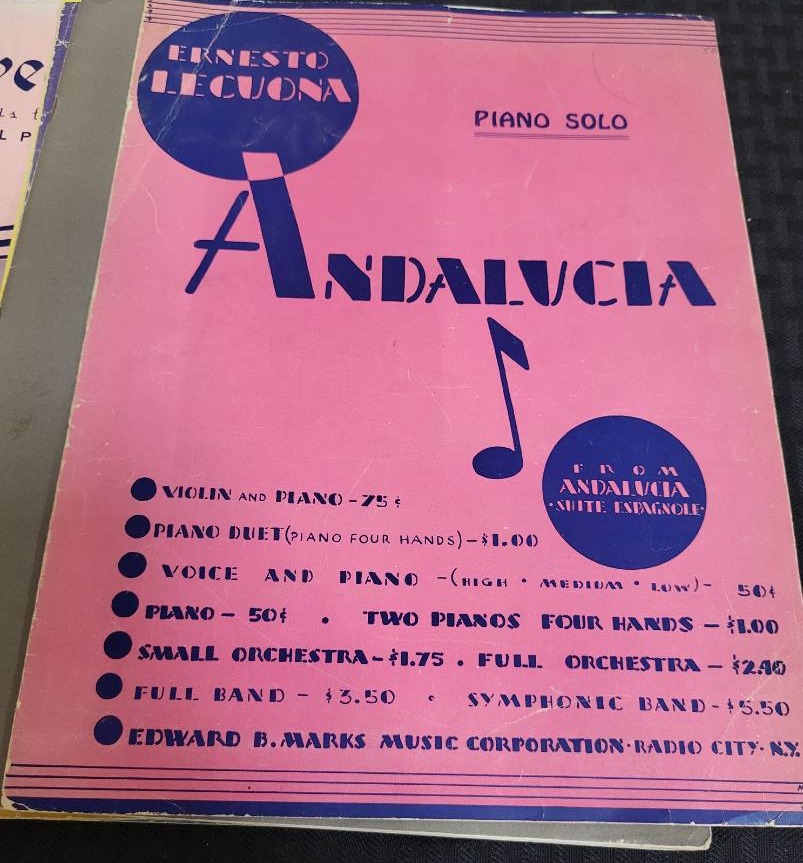 ERNESTO
LECUONA
PIANO SOLO
ANDALUCIA
FROM
ANDALUCIA
·SUITE ESPAGNOLE·
VIOLIN AND PIANO - 75¢
PIANO DUET (PIANO FOUR HANDS) - $1.00
VOICE AND PIANO - (HIGH · MEDIUM · LOW) - 50¢
PIANO - 50¢ · TWO PIANOS FOUR HANDS - $1.00
SMALL ORCHESTRA - $1.75 · FULL ORCHESTRA - $2.40
FULL BAND - $3.50 · SYMPHONIC BAND - $5.50
EDWARD B. MARKS MUSIC CORPORATION · RADIO CITY · N.Y.